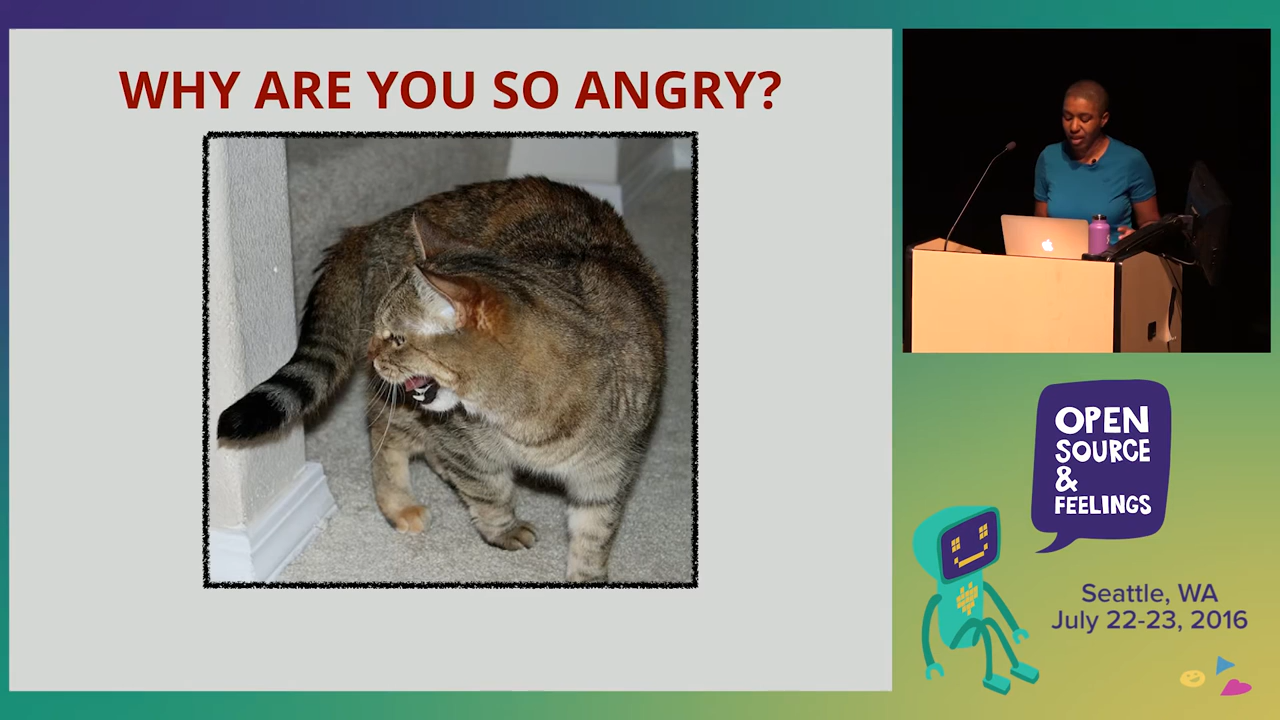 WHY ARE YOU SO ANGRY?
OPEN
SOURCE
&
FEELINGS
Seattle, WA
July 22-23, 2016